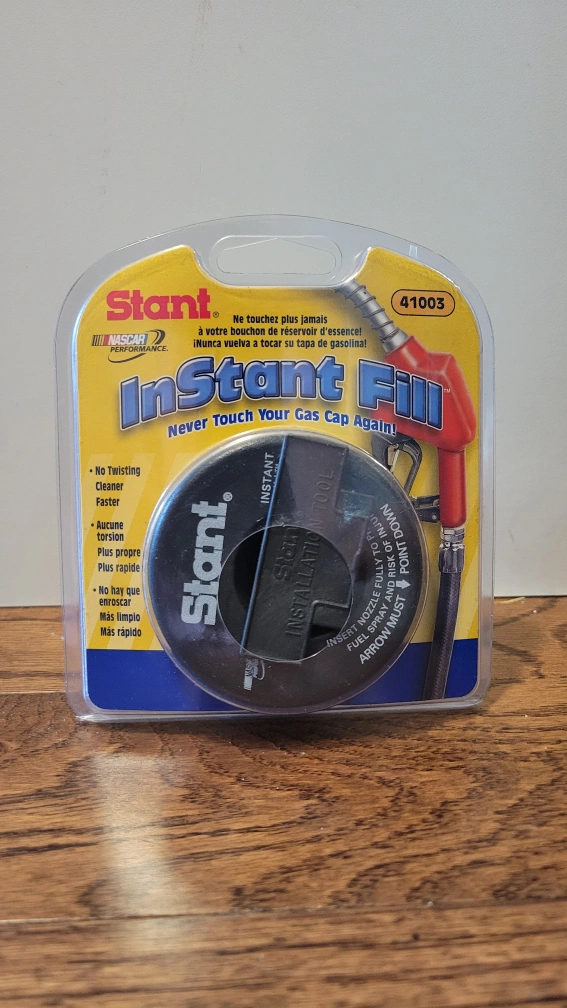 Stant®
41003
NASCAR
PERFORMANCE.
Ne touchez plus jamais
à votre bouchon de réservoir d'essence!
¡Nunca vuelva a tocar su tapa de gasolina!
InStant Fill™
Never Touch Your Gas Cap Again!
• No Twisting
Cleaner
Faster
• Aucune
torsion
Plus propre
Plus rapide
• No hay que
enroscar
Más limpio
Más rápido
Stant®
INSTANT
Stant
INSTALLATION TOOL
INSERT NOZZLE FULLY TO
FUEL SPRAY AND RISK OF
ARROW MUST POINT DOWN